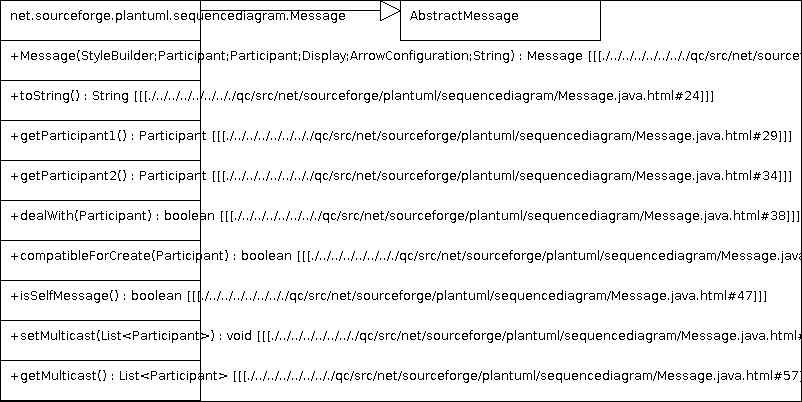 net.sourceforge.plantuml.sequencediagram.Message
AbstractMessage
+Message(StyleBuilder;Participant;Participant;Display;ArrowConfiguration;String) : Message [[[./../../../../../../qc/src/net/source
+toString() : String [[[./../../../../../../qc/src/net/sourceforge/plantuml/sequencediagram/Message.java.html#24]]]
+getParticipant1() : Participant [[[./../../../../../../qc/src/net/sourceforge/plantuml/sequencediagram/Message.java.html#29]]]
+getParticipant2() : Participant [[[./../../../../../../qc/src/net/sourceforge/plantuml/sequencediagram/Message.java.html#34]]]
+dealWith(Participant) : boolean [[[./../../../../../../qc/src/net/sourceforge/plantuml/sequencediagram/Message.java.html#38]]]
+compatibleForCreate(Participant) : boolean [[[./../../../../../../qc/src/net/sourceforge/plantuml/sequencediagram/Message.java
+isSelfMessage() : boolean [[[./../../../../../../qc/src/net/sourceforge/plantuml/sequencediagram/Message.java.html#47]]]
+setMulticast(List<Participant>) : void [[[./../../../../../../qc/src/net/sourceforge/plantuml/sequencediagram/Message.java.html#
+getMulticast() : List<Participant> [[[./../../../../../../qc/src/net/sourceforge/plantuml/sequencediagram/Message.java.html#57]